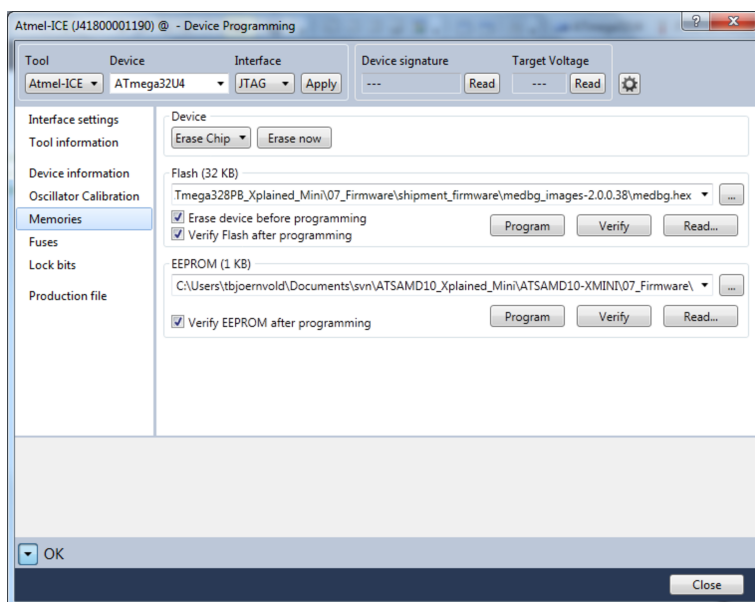 Atmel-ICE (J41800001190) @  - Device Programming
Tool Device Interface Device signature Target Voltage
Atmel-ICE ATmega32U4 JTAG Apply --- Read --- Read
Interface settings
Tool information
Device information
Oscillator Calibration
Memories
Fuses
Lock bits
Production file
Device
Erase Chip Erase now
Flash (32 KB)
Tmega328PB_Xplained_Mini\07_Firmware\shipment_firmware\medbg_images-2.0.0.38\medbg.hex ...
Erase device before programming
Verify Flash after programming
Program Verify Read...
EEPROM (1 KB)
C:\Users\tbjoernvold\Documents\svn\ATSAMD10_Xplained_Mini\ATSAMD10-XMINI\07_Firmware\ ...
Verify EEPROM after programming
Program Verify Read...
OK
Close